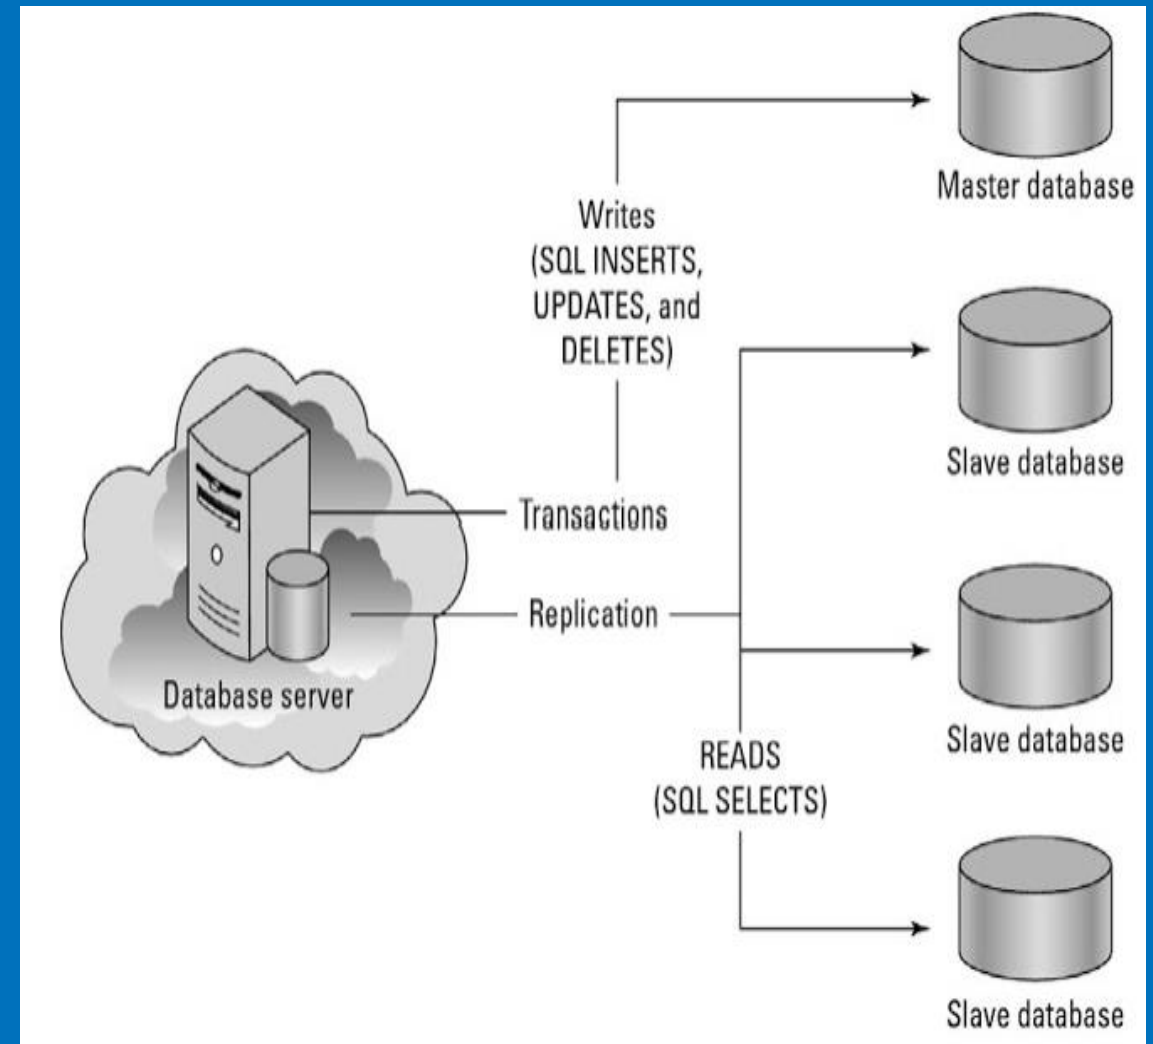 Master database
Writes
(SQL INSERTS,
UPDATES, and
DELETES)
Slave database
Transactions
Replication
Database server
Slave database
READS
(SQL SELECTS)
Slave database